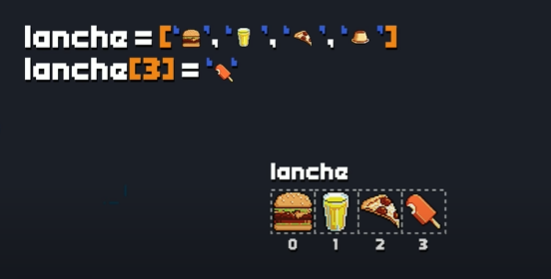 lanche = ['🍔', '🥛', '🍕', '🍮']
lanche[3] = '🍡'
lanche
0 1 2 3